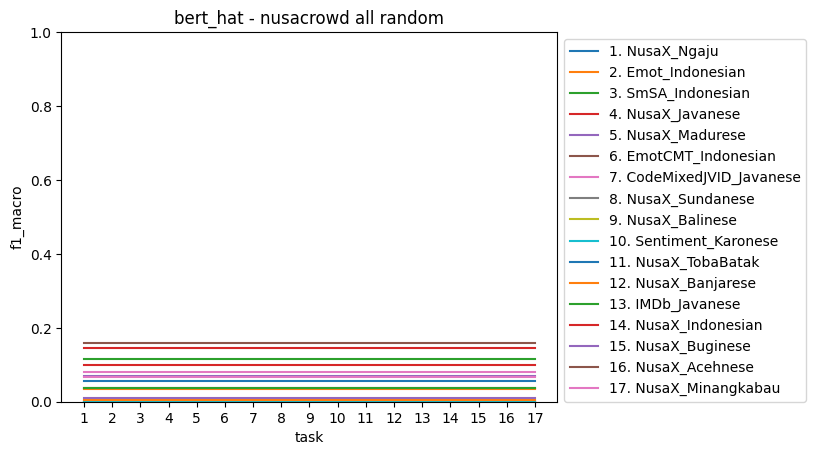 bert_hat - nusacrowd all random
1.0
0.8
0.6
0.4
0.2
0.0
f1_macro
1 2 3 4 5 6 7 8 9 10 11 12 13 14 15 16 17
task
1. NusaX_Ngaju
2. Emot_Indonesian
3. SmSA_Indonesian
4. NusaX_Javanese
5. NusaX_Madurese
6. EmotCMT_Indonesian
7. CodeMixedJVID_Javanese
8. NusaX_Sundanese
9. NusaX_Balinese
10. Sentiment_Karonese
11. NusaX_TobaBatak
12. NusaX_Banjarese
13. IMDb_Javanese
14. NusaX_Indonesian
15. NusaX_Buginese
16. NusaX_Acehnese
17. NusaX_Minangkabau